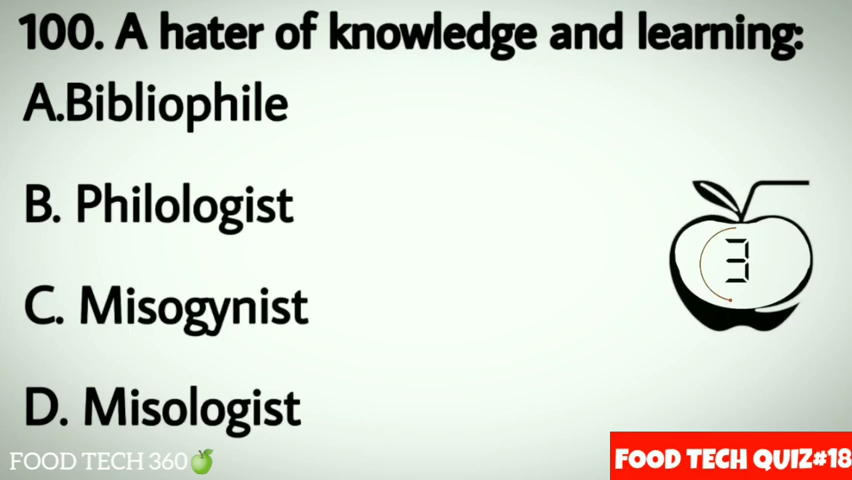 100. A hater of knowledge and learning:
A.Bibliophile
B. Philologist
3
C. Misogynist
D. Misologist
FOOD TECH 360
FOOD TECH QUIZ#18